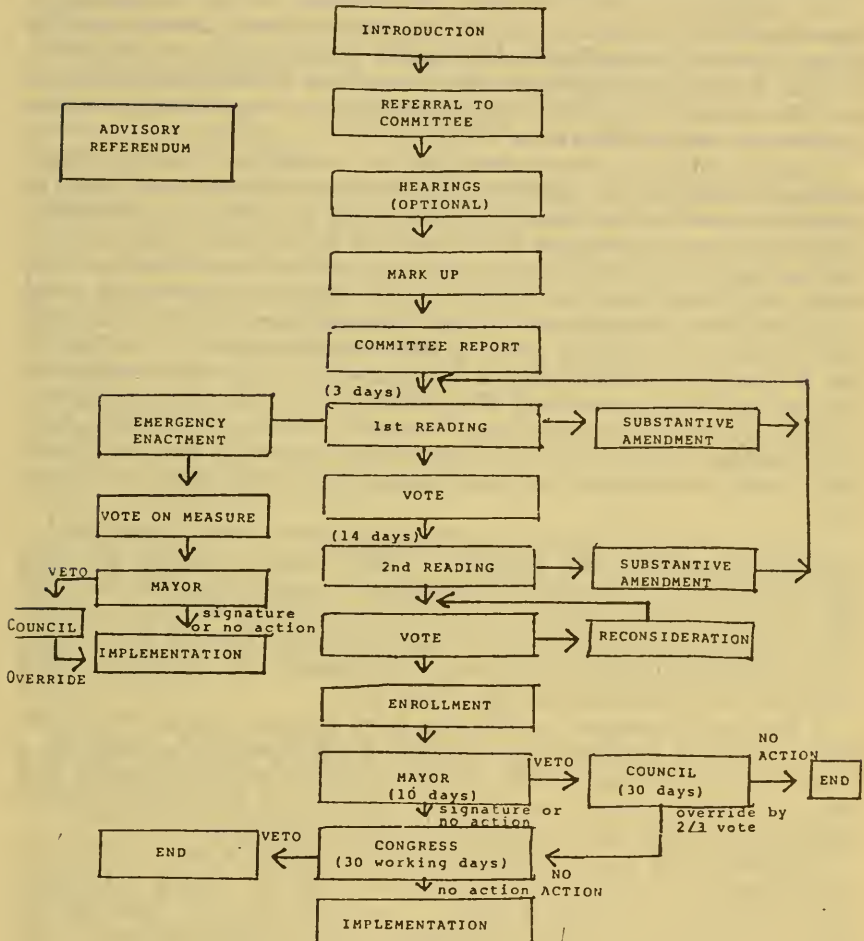 INTRODUCTION
REFERRAL TO
COMMITTEE
ADVISORY
REFERENDUM
HEARINGS
(OPTIONAL)
MARK UP
COMMITTEE REPORT
(3 days)
EMERGENCY
ENACTMENT
1st READING
SUBSTANTIVE
AMENDMENT
VOTE ON MEASURE
VOTE
(14 days)
2nd READING
SUBSTANTIVE
AMENDMENT
VETO
MAYOR
signature
or no action
COUNCIL
IMPLEMENTATION
OVERRIDE
VOTE
RECONSIDERATION
ENROLLMENT
MAYOR
(10 days)
VETO
COUNCIL
(30 days)
NO
ACTION
END
signature or
no action
override by
2/3 vote
END
VETO
CONGRESS
(30 working days)
NO
no action ACTION
IMPLEMENTATION